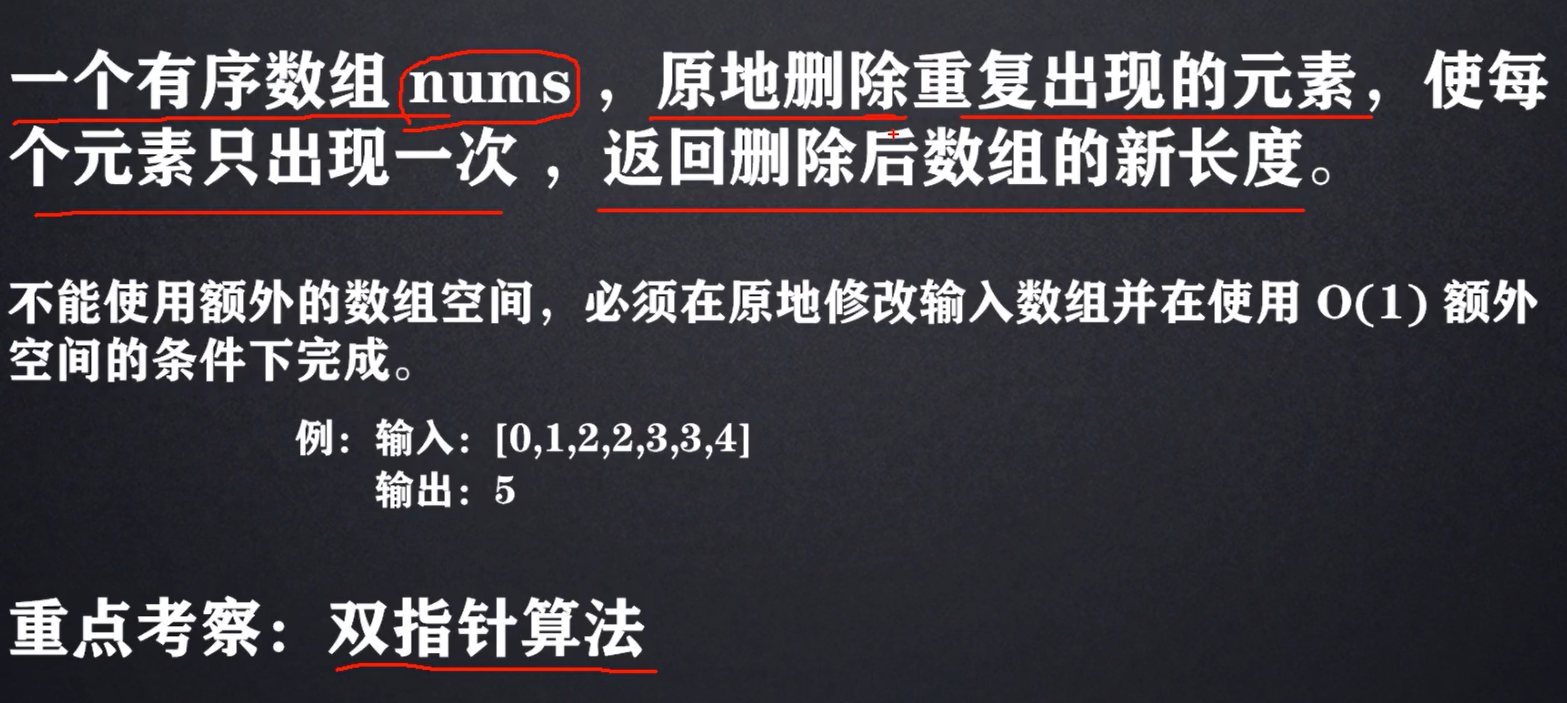 一个有序数组 nums ，原地删除重复出现的元素，使每
个元素只出现一次 ，返回删除后数组的新长度。
不能使用额外的数组空间，必须在原地修改输入数组并在使用 O(1) 额外
空间的条件下完成。
例：输入：[0,1,2,2,3,3,4]
输出：5
重点考察：双指针算法